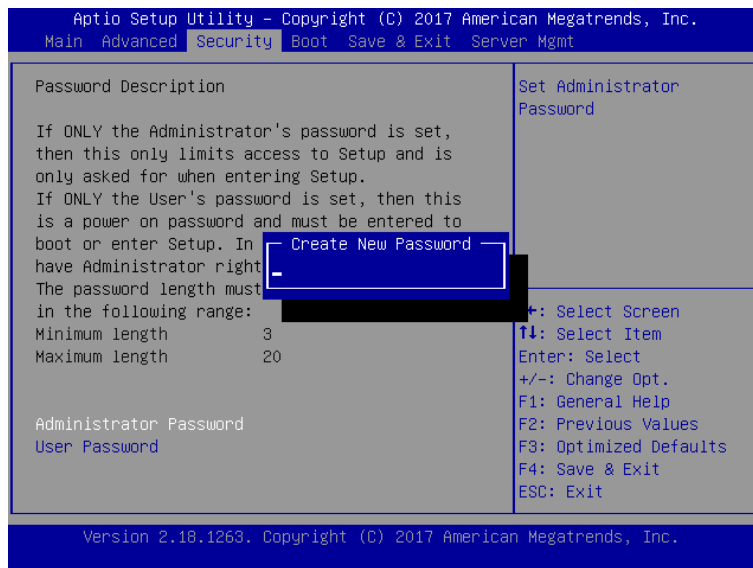 Aptio Setup Utility – Copyright (C) 2017 American Megatrends, Inc.
Main Advanced Security Boot Save & Exit Server Mgmt
Password Description
If ONLY the Administrator's password is set,
then this only limits access to Setup and is
only asked for when entering Setup.
If ONLY the User's password is set, then this
is a power on password and must be entered to
boot or enter Setup. In
have Administrator right
The password length must
in the following range:
Minimum length 3
Maximum length 20
Administrator Password
User Password
Create New Password
Set Administrator
Password
←: Select Screen
↑↓: Select Item
Enter: Select
+/-: Change Opt.
F1: General Help
F2: Previous Values
F3: Optimized Defaults
F4: Save & Exit
ESC: Exit
Version 2.18.1263. Copyright (C) 2017 American Megatrends, Inc.